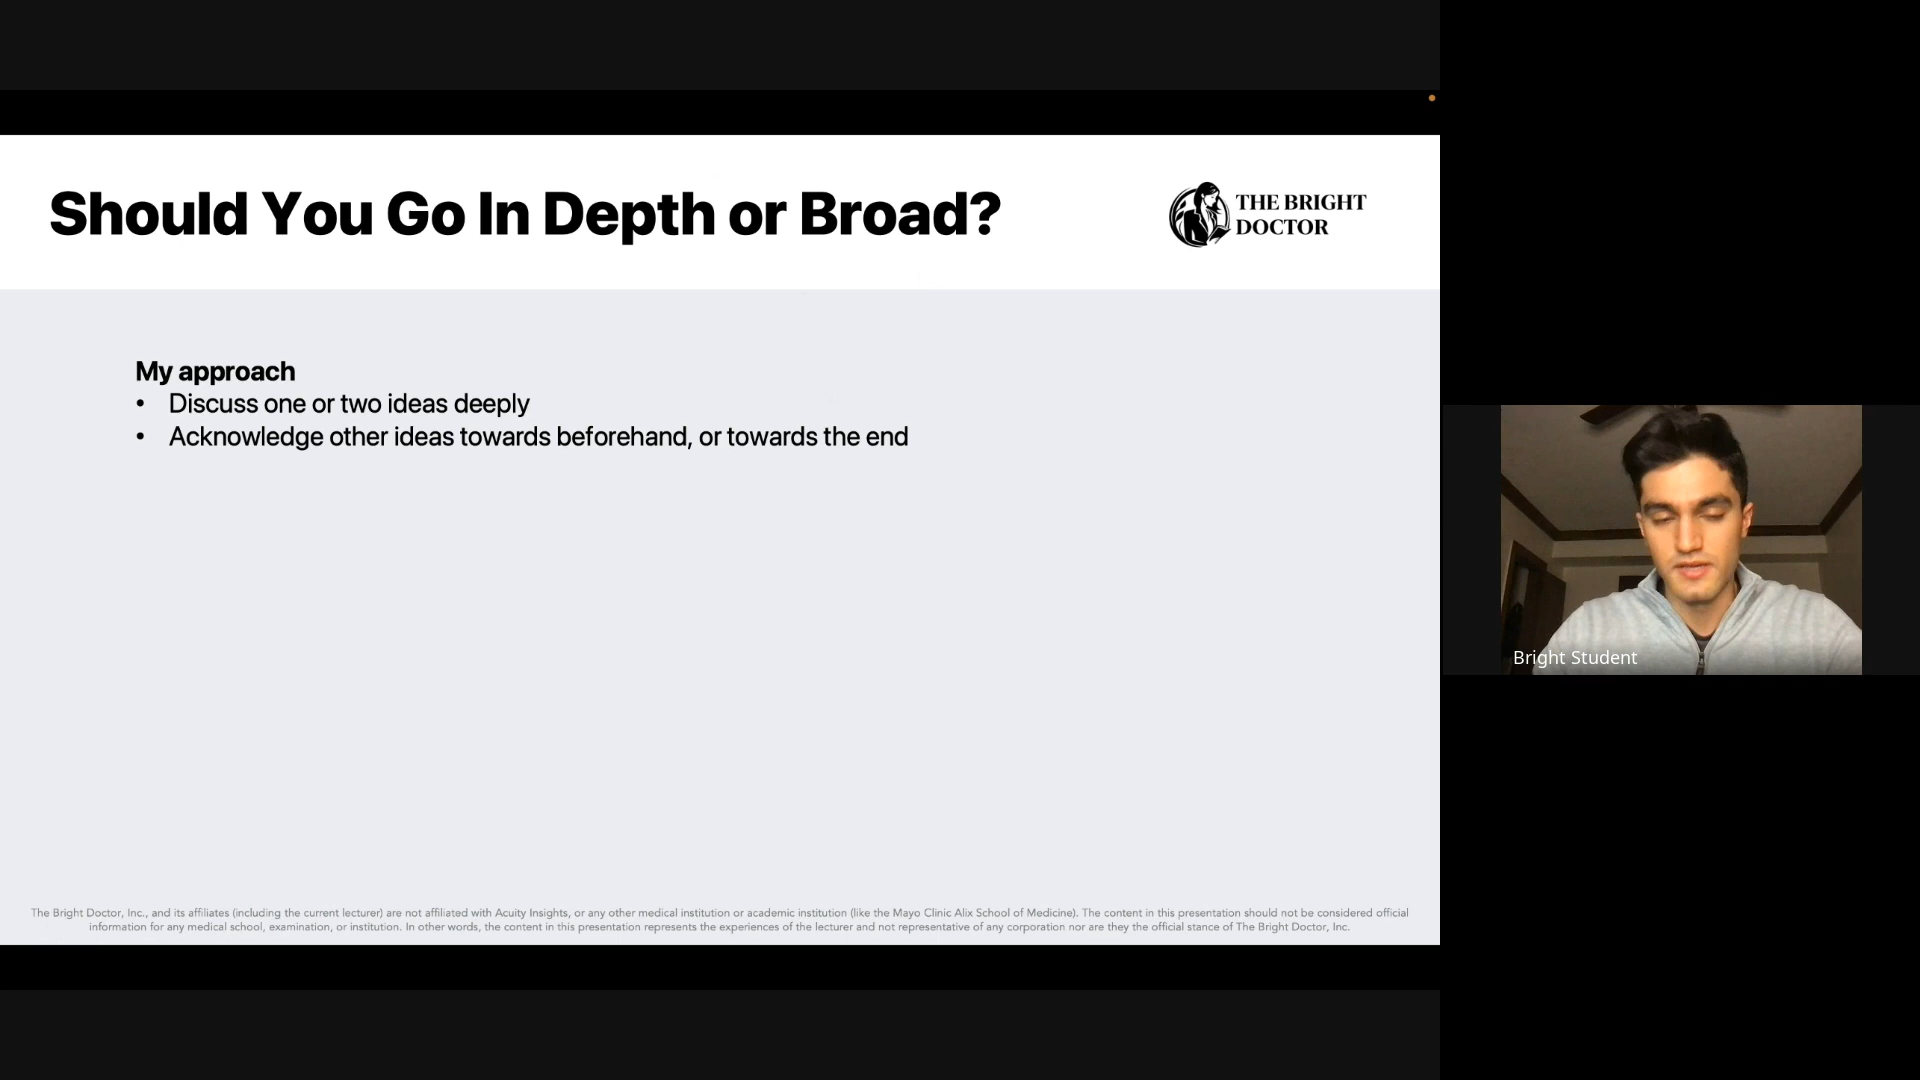 Should You Go In Depth or Broad?
THE BRIGHT
DOCTOR
My approach
• Discuss one or two ideas deeply
• Acknowledge other ideas towards beforehand, or towards the end
The Bright Doctor, Inc., and its affiliates (including the current lecturer) are not affiliated with Acuity Insights, or any other medical institution or academic institution (like the Mayo Clinic Alix School of Medicine). The content in this presentation should not be considered official
information for any medical school, examination, or institution. In other words, the content in this presentation represents the experiences of the lecturer and not representative of any corporation nor are they the official stance of The Bright Doctor, Inc.
Bright Student